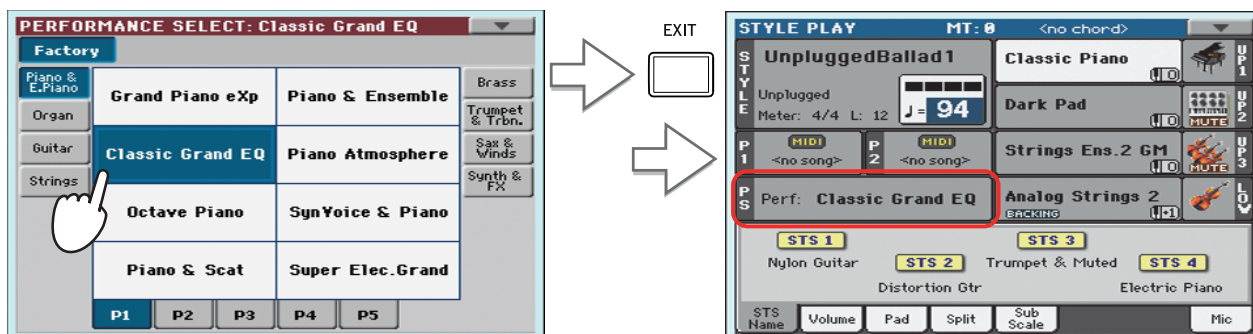 PERFORMANCE SELECT: Classic Grand EQ
Factory
Piano & E.Piano
Organ
Guitar
Strings
Grand Piano eXp
Piano & Ensemble
Classic Grand EQ
Piano Atmosphere
Octave Piano
SynVoice & Piano
Piano & Scat
Super Elec.Grand
Brass
Trumpet & Trbn.
Sax & Winds
Synth & FX
P1 P2 P3 P4 P5
EXIT
STYLE PLAY MT: 0 <no chord>
STYLE
UnpluggedBallad1
Unplugged
Meter: 4/4 L: 12
♩= 94
P1
MIDI
<no song>
P2
MIDI
<no song>
PS
Perf: Classic Grand EQ
Classic Piano
0
UP1
Dark Pad
0
MUTE
UP2
Strings Ens.2 GM
0
MUTE
UP3
Analog Strings 2
BACKING
+1
LOW
STS 1
Nylon Guitar
STS 2
Distortion Gtr
STS 3
Trumpet & Muted
STS 4
Electric Piano
STS Name
Volume
Pad
Split
Sub Scale
Mic